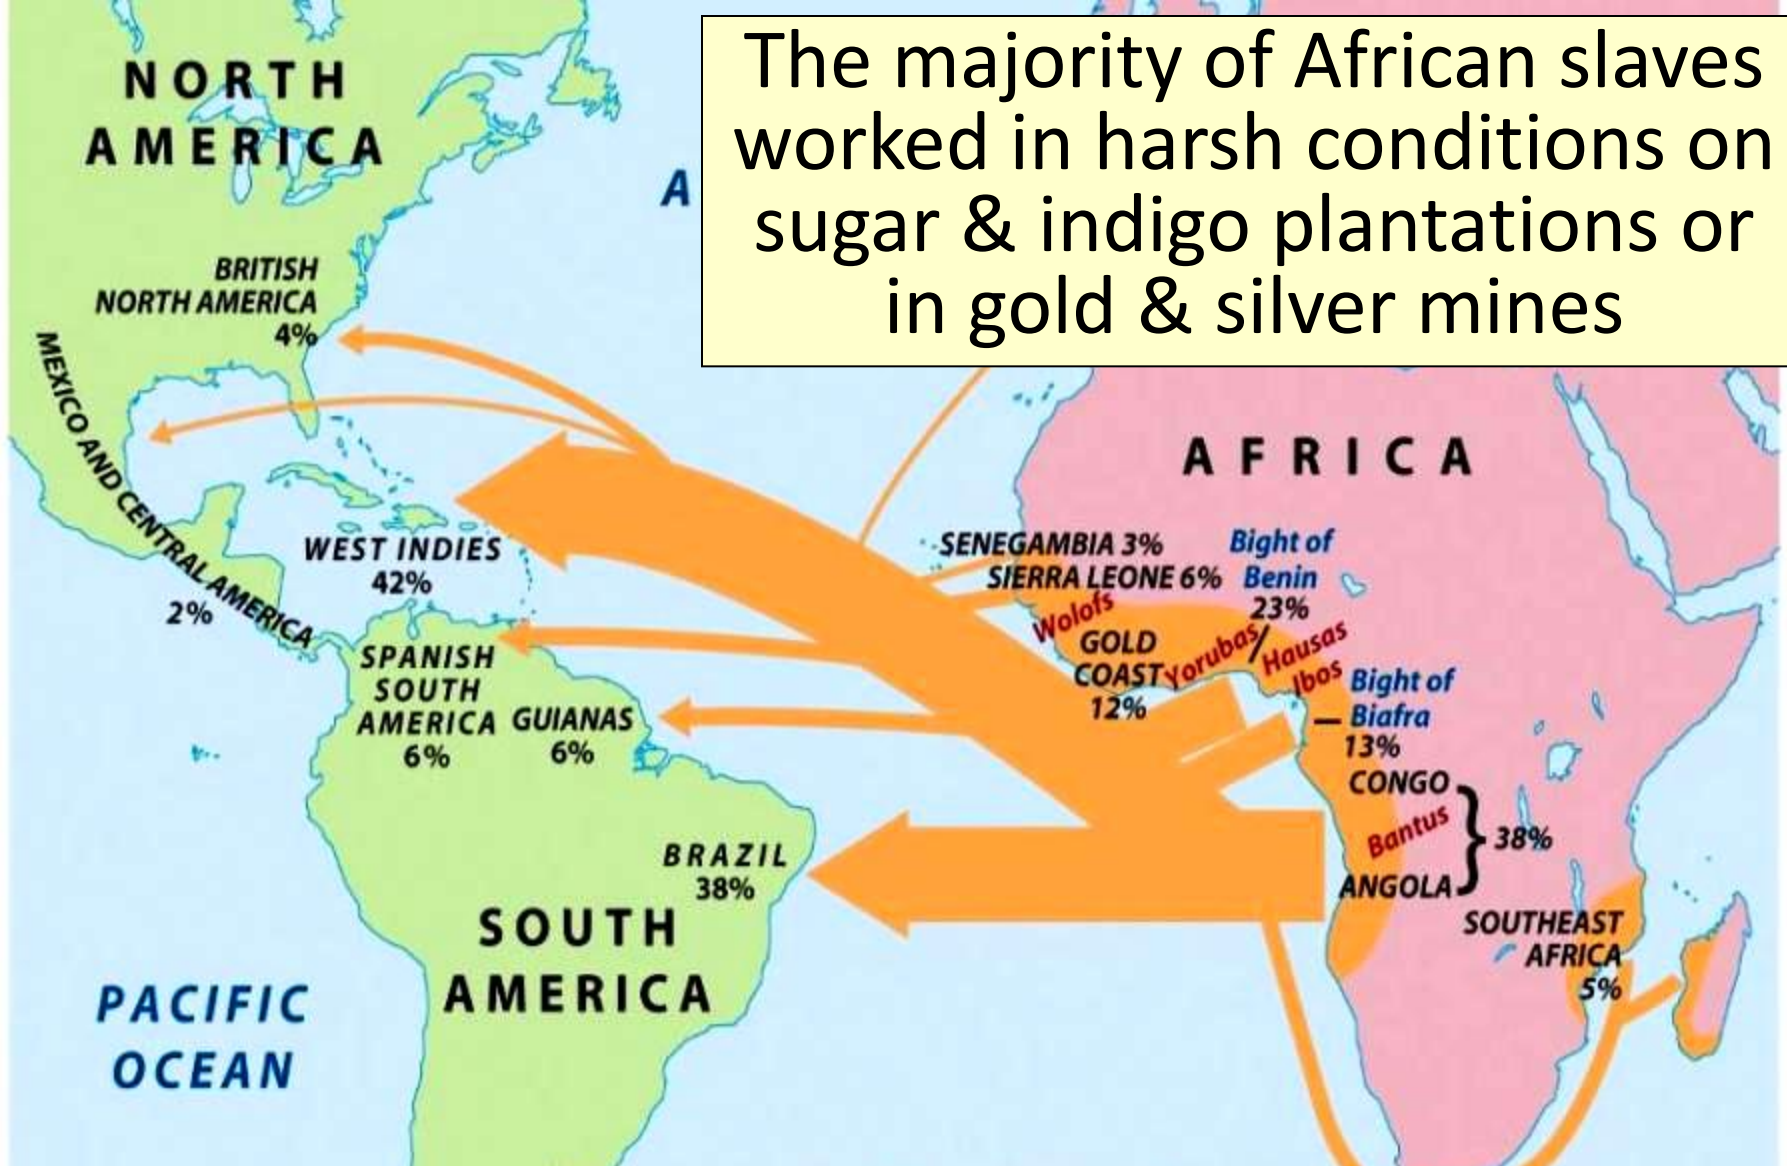 The majority of African slaves
worked in harsh conditions on
sugar & indigo plantations or
in gold & silver mines
NORTH
AMERICA
A
BRITISH
NORTH AMERICA
4%
MEXICO AND CENTRAL AMERICA
2%
WEST INDIES
42%
SPANISH
SOUTH
AMERICA
6%
GUIANAS
6%
BRAZIL
38%
SOUTH
AMERICA
PACIFIC
OCEAN
AFRICA
SENEGAMBIA 3%
SIERRA LEONE 6%
Bight of
Benin
23%
Wolofs
GOLD
COAST
12%
Yorubas
Hausas
Ibos
Bight of
Biafra
13%
CONGO
Bantus
38%
ANGOLA
SOUTHEAST
AFRICA
5%